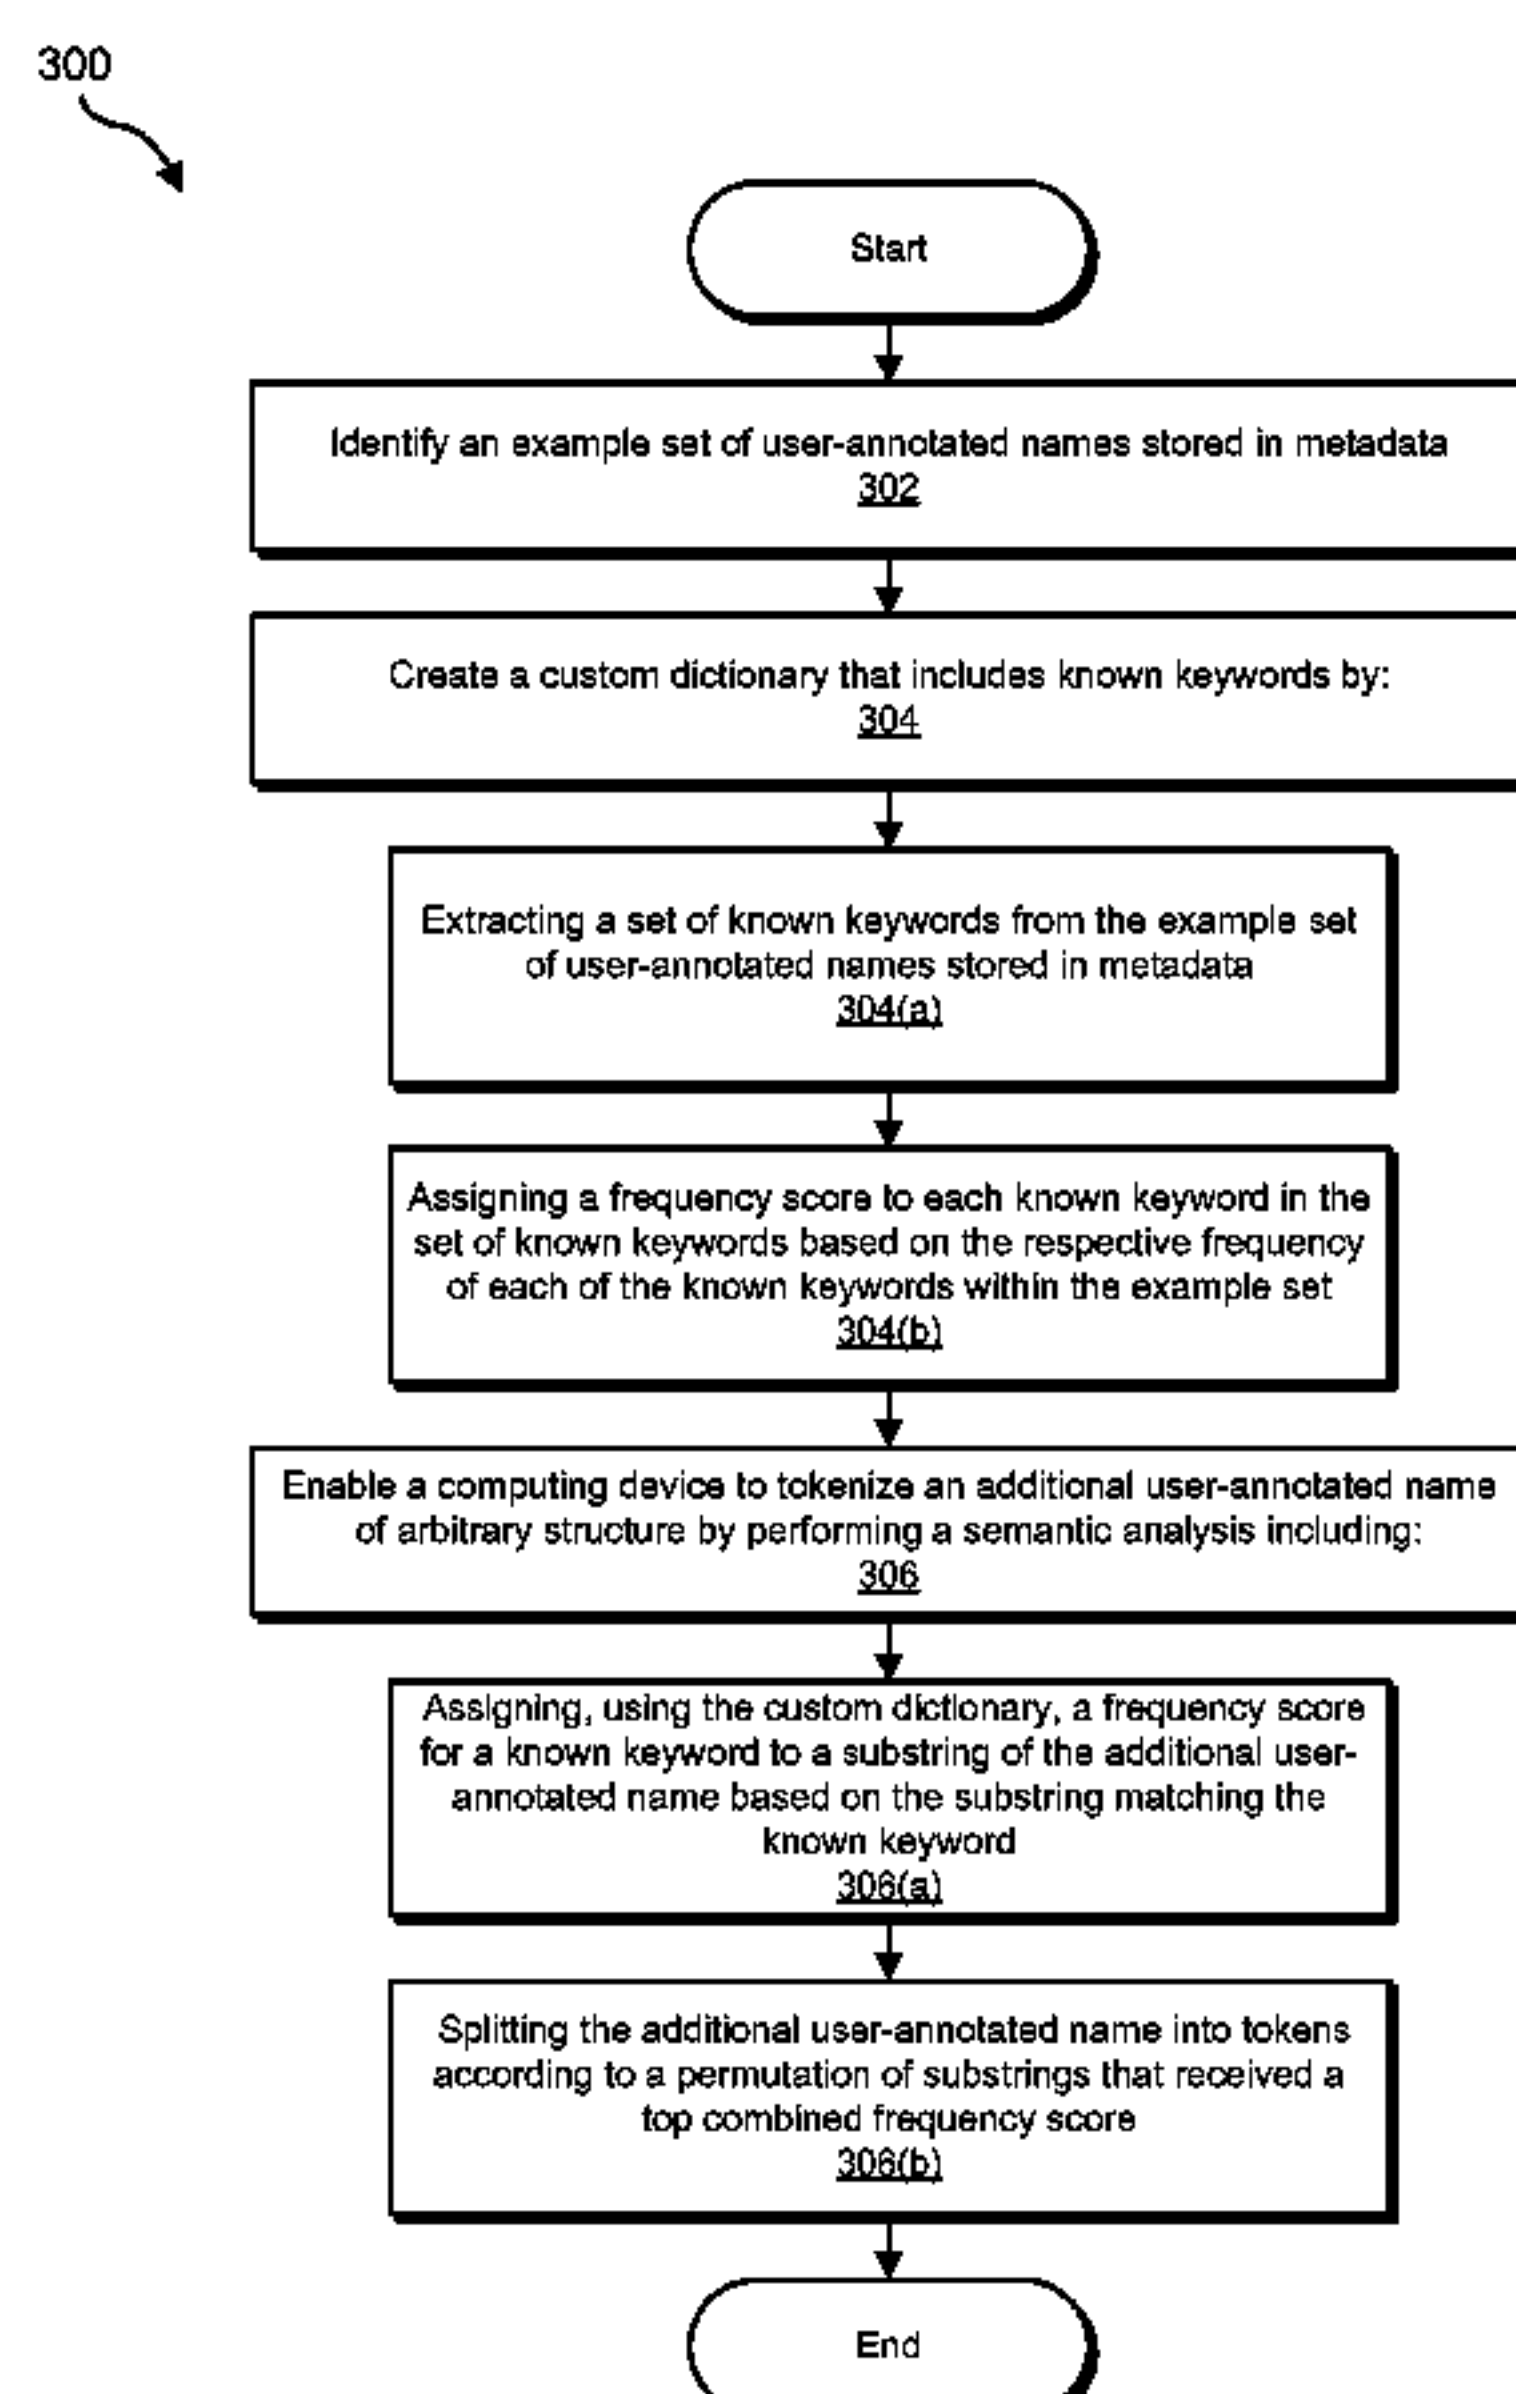 300
Start
Identify an example set of user-annotated names stored in metadata
302
Create a custom dictionary that includes known keywords by:
304
Extracting a set of known keywords from the example set
of user-annotated names stored in metadata
304(a)
Assigning a frequency score to each known keyword in the
set of known keywords based on the respective frequency
of each of the known keywords within the example set
304(b)
Enable a computing device to tokenize an additional user-annotated name
of arbitrary structure by performing a semantic analysis including:
306
Assigning, using the custom dictionary, a frequency score
for a known keyword to a substring of the additional user-
annotated name based on the substring matching the
known keyword
306(a)
Splitting the additional user-annotated name into tokens
according to a permutation of substrings that received a
top combined frequency score
306(b)
End